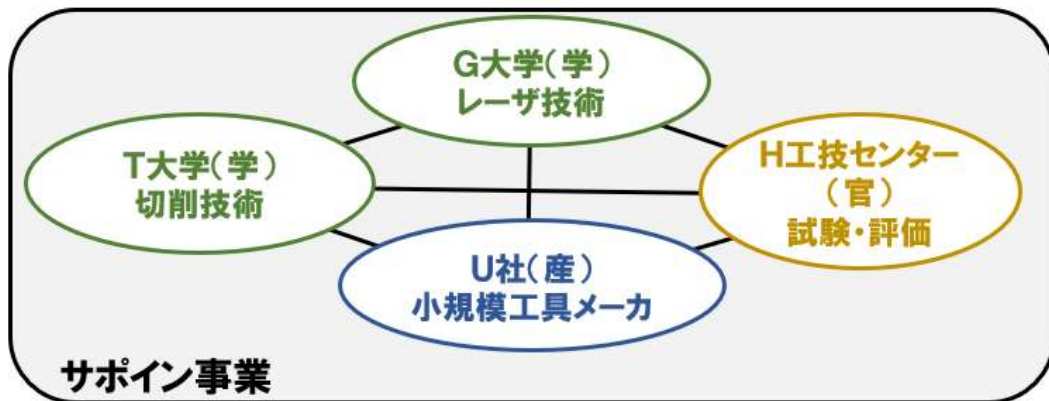 G大学(学)
レーザ技術
T大学(学)
切削技術
H工技センター
(官)
試験・評価
U社(産)
小規模工具メーカ
サポイン事業